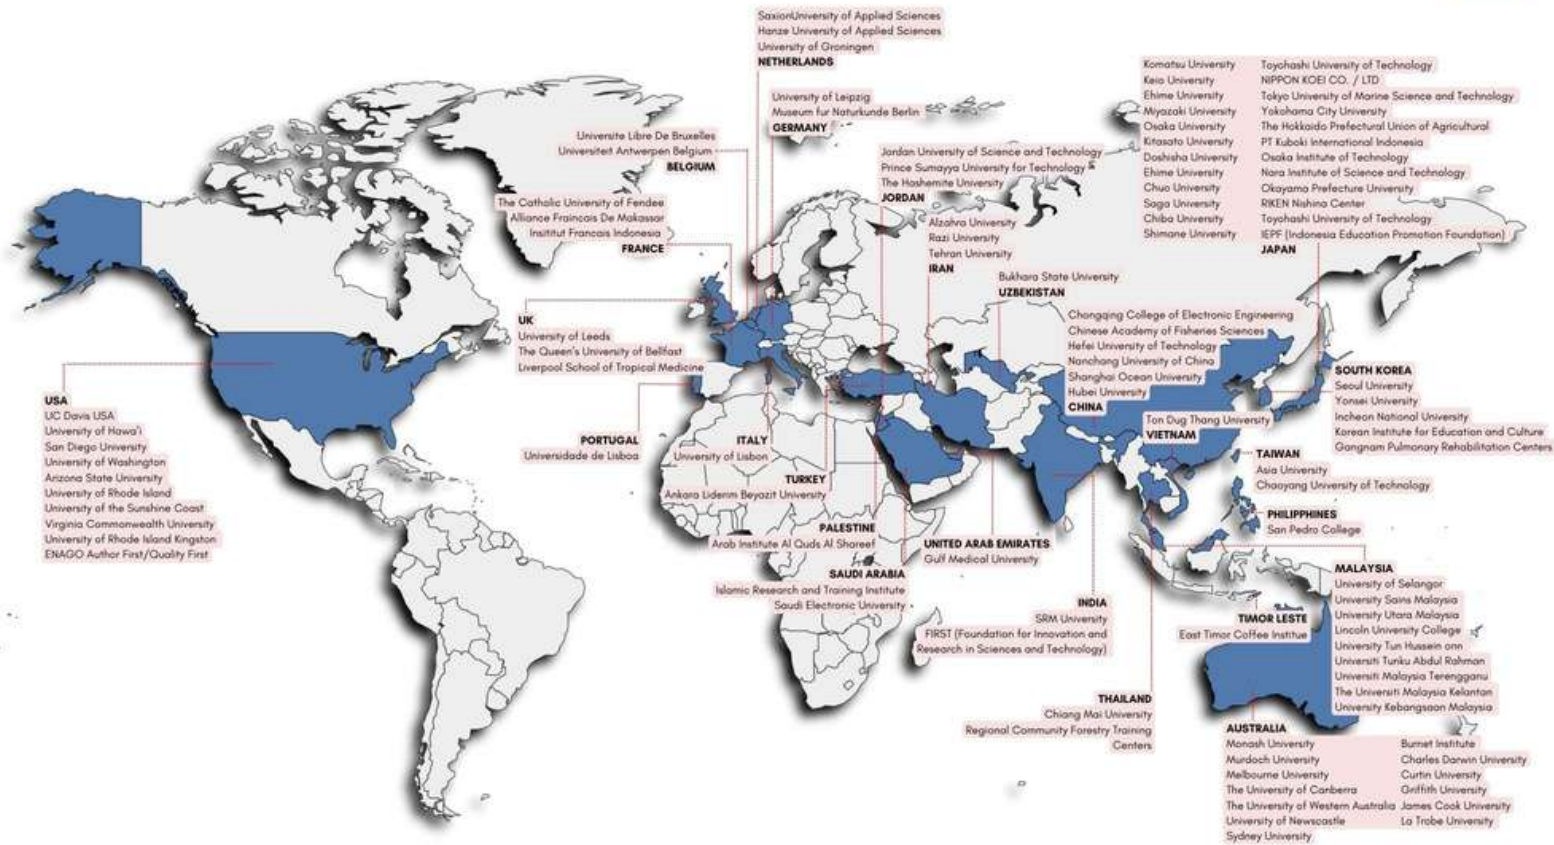 SaxionUniversity of Applied Sciences
Hanze University of Applied Sciences
University of Groningen
NETHERLANDS
University of Leipzig
Museum fur Naturkunde Berlin
GERMANY
Universite Libre De Bruxelles
Universiteit Antwerpen Belgium
BELGIUM
The Catholic University of Fendee
Alliance Fraincais De Makassar
Insititut Francais Indonesia
FRANCE
Jordan University of Science and Technology
Prince Sumayya University for Technology
The Hashemite University
JORDAN
Alzahra University
Razi University
Tehran University
IRAN
Bukhara State University
UZBEKISTAN
Komatsu University
Keio University
Ehime University
Miyazaki University
Osaka University
Kitasato University
Doshisha University
Ehime University
Chuo University
Saga University
Chiba University
Shimane University
Toyohashi University of Technology
NIPPON KOEI CO. / LTD
Tokyo University of Marine Science and Technology
Yokohama City University
The Hokkaido Prefectural Union of Agricultural
PT Kuboki International Indonesia
Osaka Institute of Technology
Nara Institute of Science and Technology
Okayama Prefecture University
RIKEN Nishina Center
Toyohashi University of Technology
IEPF (Indonesia Education Promotion Foundation)
JAPAN
UK
University of Leeds
The Queen's University of Bellfast
Liverpool School of Tropical Medicine
Chongqing College of Electronic Engineering
Chinese Academy of Fisheries Sciences
Hefei University of Technology
Nanchang University of China
Shanghai Ocean University
Hubei University
CHINA
Ton Dug Thang University
VIETNAM
SOUTH KOREA
Seoul University
Yonsei University
Incheon National University
Korean Institute for Education and Culture
Gangnam Pulmonary Rehabilitation Centers
USA
UC Davis USA
University of Hawa'i
San Diego University
University of Washington
Arizona State University
University of Rhode Island
University of the Sunshine Coast
Virginia Commonwealth University
University of Rhode Island Kingston
ENAGO Author First/Quality First
PORTUGAL
Universidade de Lisboa
ITALY
University of Lisbon
TURKEY
Ankara Liderim Beyazit University
PALESTINE
Arab Institute Al Quds Al Shareef
SAUDI ARABIA
Islamic Research and Training Institute
Saudi Electronic University
UNITED ARAB EMIRATES
Gulf Medical University
INDIA
SRM University
FIRST (Foundation for Innovation and
Research in Sciences and Technology)
THAILAND
Chiang Mai University
Regional Community Forestry Training
Centers
TAIWAN
Asia University
Chaoyang University of Technology
PHILIPPHINES
San Pedro College
MALAYSIA
University of Selangor
University Sains Malaysia
University Utara Malaysia
Lincoln University College
University Tun Hussein onn
Universiti Tunku Abdul Rahman
Universiti Malaysia Terengganu
The Universiti Malaysia Kelantan
University Kebangsaan Malaysia
TIMOR LESTE
East Timor Coffee Institue
AUSTRALIA
Monash University
Murdoch University
Melbourne University
The University of Canberra
The University of Western Australia
University of Newscastle
Sydney University
Burnet Institute
Charles Darwin University
Curtin University
Griffith University
James Cook University
La Trobe University